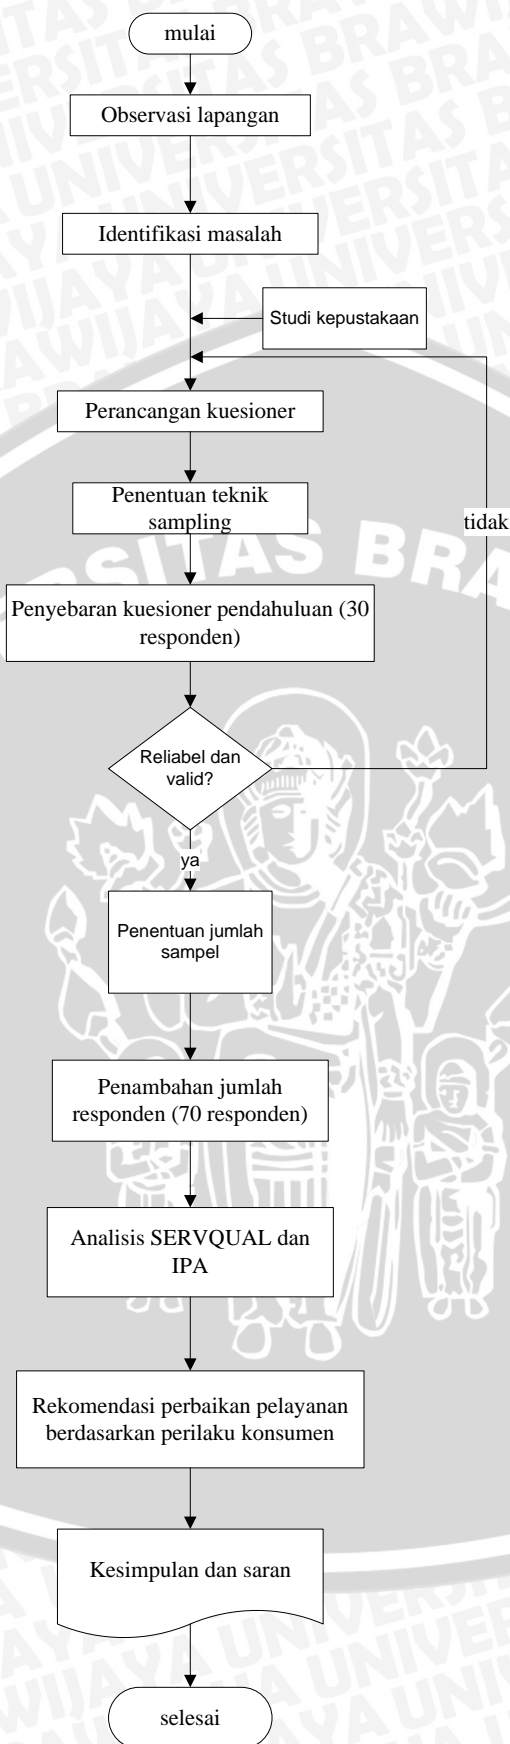 mulai
Observasi lapangan
Identifikasi masalah
Studi kepustakaan
Perancangan kuesioner
Penentuan teknik
sampling
tidak
Penyebaran kuesioner pendahuluan (30
responden)
Reliabel dan
valid?
ya
Penentuan jumlah
sampel
Penambahan jumlah
responden (70 responden)
Analisis SERVQUAL dan
IPA
Rekomendasi perbaikan pelayanan
berdasarkan perilaku konsumen
Kesimpulan dan saran
selesai